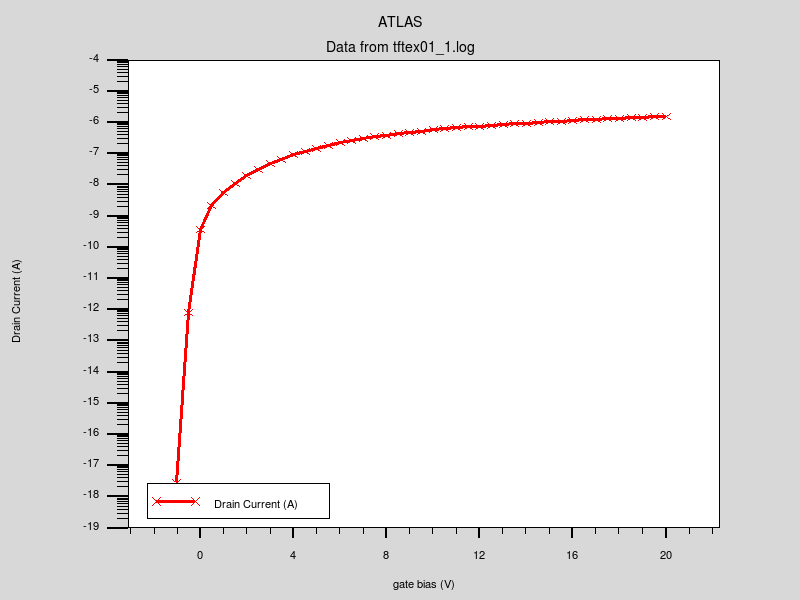 ATLAS
Data from tftex01_1.log
-4
-5
-6
-7
-8
-9
-10
-11
-12
-13
-14
-15
-16
-17
-18
-19
Drain Current (A)
Drain Current (A)
0 4 8 12 16 20
gate bias (V)